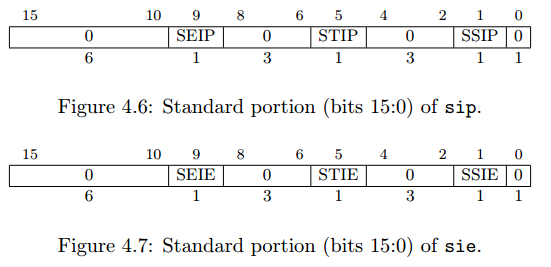 15 10 9 8 6 5 4 2 1 0
0 SEIP 0 STIP 0 SSIP 0
6 1 3 1 3 1 1
Figure 4.6: Standard portion (bits 15:0) of sip.
15 10 9 8 6 5 4 2 1 0
0 SEIE 0 STIE 0 SSIE 0
6 1 3 1 3 1 1
Figure 4.7: Standard portion (bits 15:0) of sie.